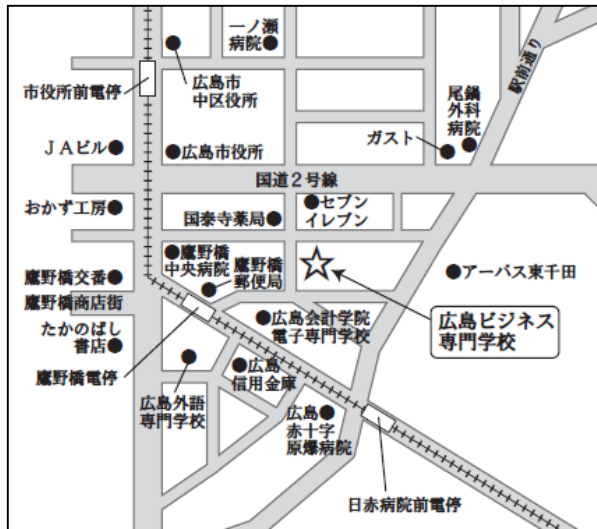 一ノ瀬
病院
市役所前電停
広島市
中区役所
駅前通り
尾鍋
外科
病院
ガスト
JAビル
広島市役所
国道2号線
おかず工房
国泰寺薬局
セブン
イレブン
鷹野橋
中央病院
鷹野橋
郵便局
鷹野橋交番
アーバス東千田
鷹野橋商店街
広島会計学院
電子専門学校
広島ビジネス
専門学校
たかのばし
書店
鷹野橋電停
広島
信用金庫
広島外語
専門学校
広島
赤十字
原爆病院
日赤病院前電停